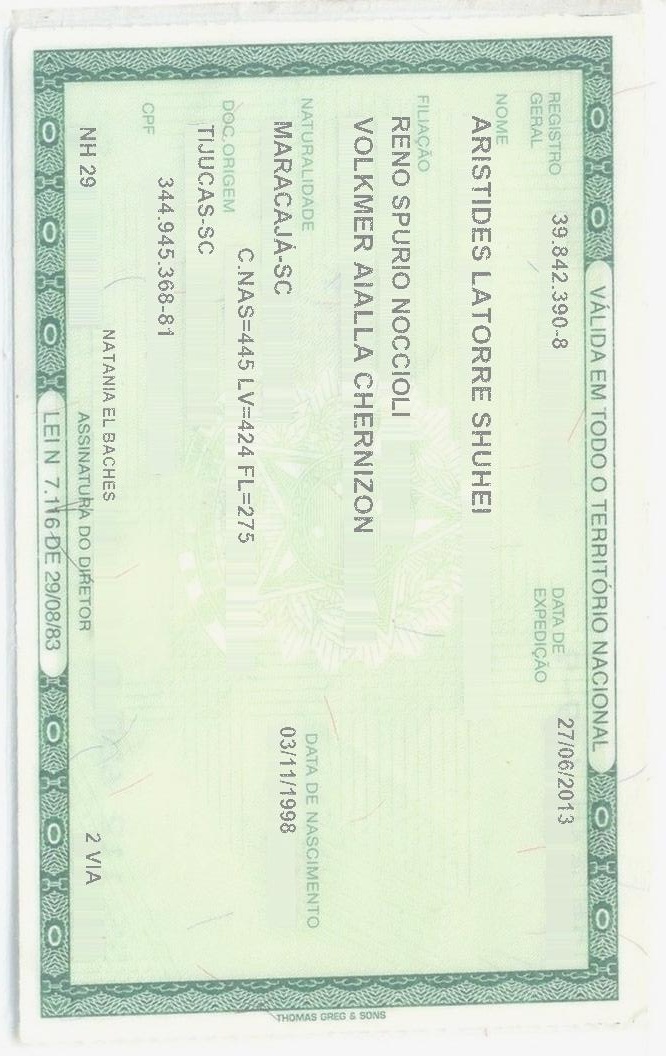 VÁLIDA EM TODO O TERRITÓRIO NACIONAL
REGISTRO GERAL 39.842.390-8 DATA DE EXPEDIÇÃO 27/06/2013
NOME
ARISTIDES LATORRE SHUHEI
FILIAÇÃO
RENO SPURIO NOCCIOLI
VOLKMER AIALLA CHERNIZON
NATURALIDADE DATA DE NASCIMENTO
MARACAJÁ-SC 03/11/1998
DOC. ORIGEM C.NAS=445 LV=424 FL=275
TIJUCAS-SC
CPF 344.945.368-81
NATANIA EL BACHES
NH 29 ASSINATURA DO DIRETOR 2 VIA
LEI N 7.116 DE 29/08/83
THOMAS GREG & SONS